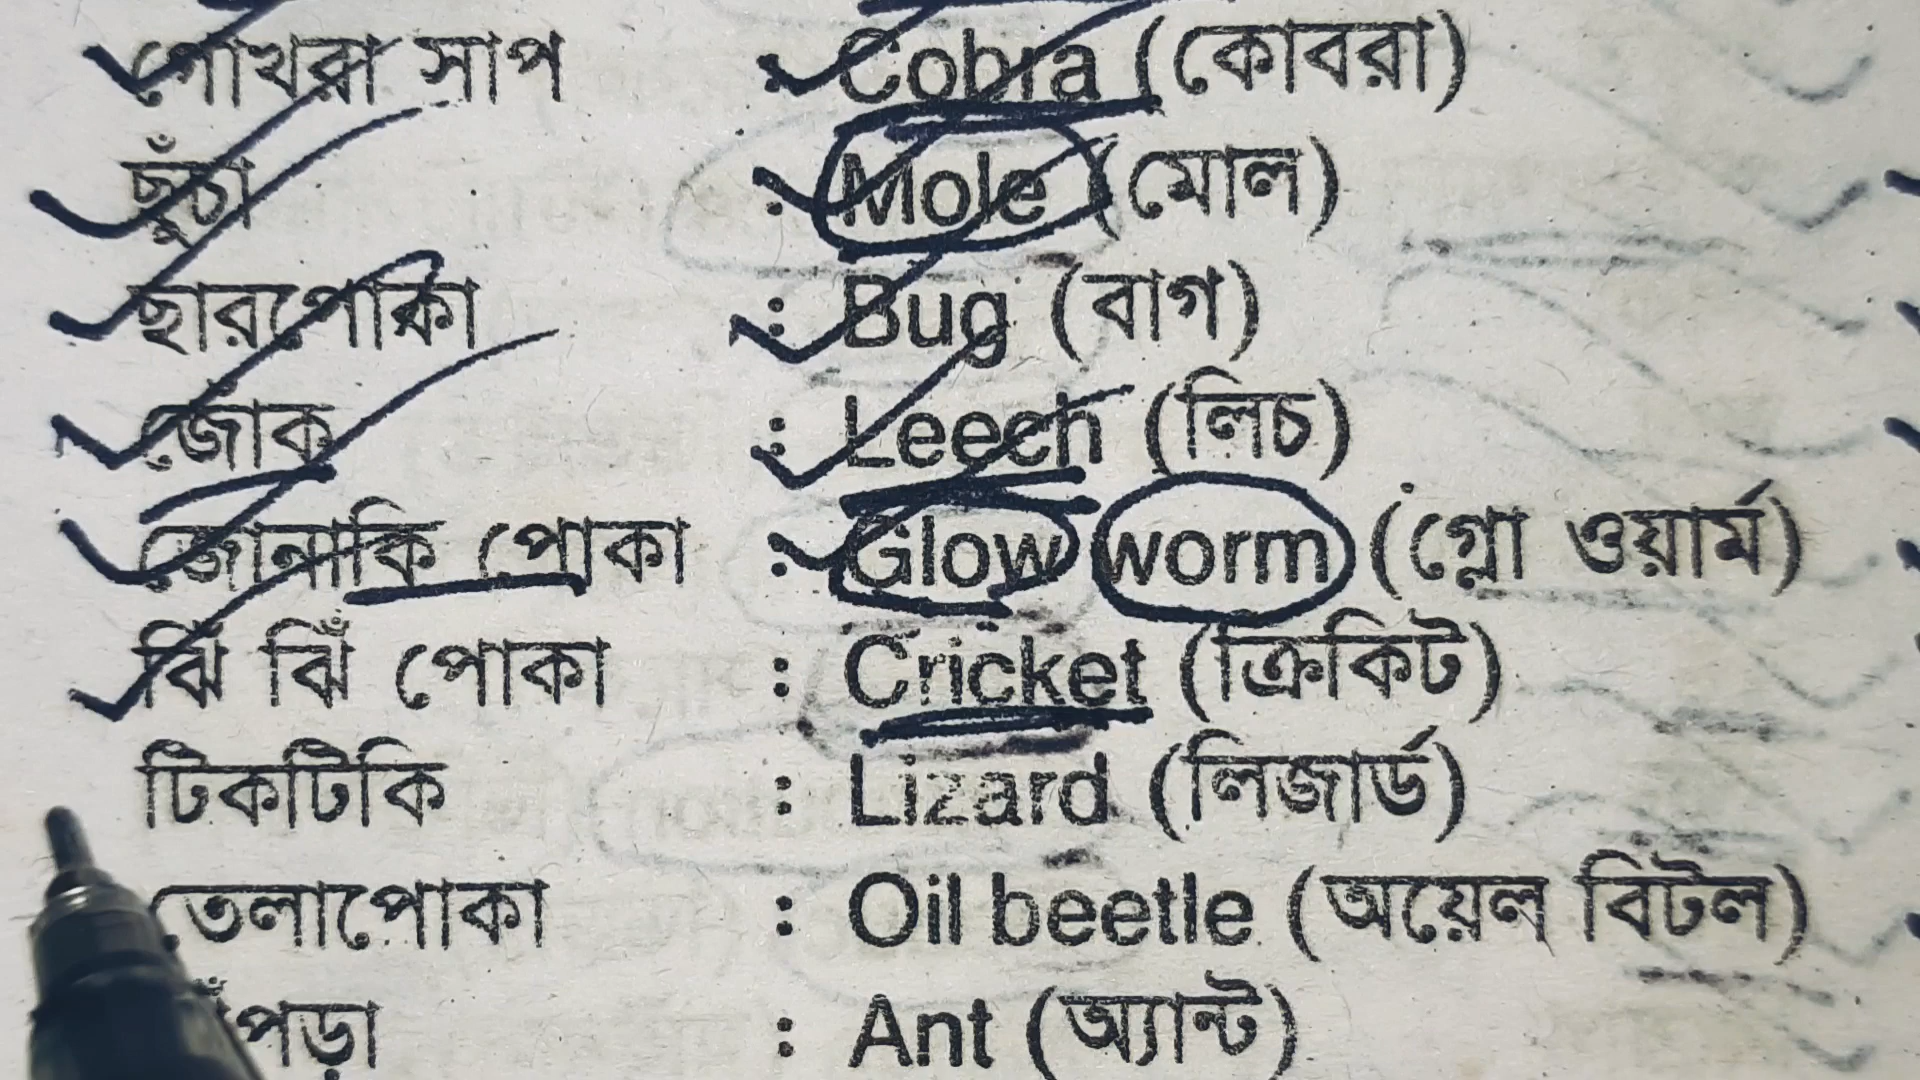 গোখরা সাপ : Cobra (কোবরা)
ছুঁচা : Mole (মোল)
ছারপোকা : Bug (বাগ)
জোঁক : Leech (লিচ)
জোনাকি পোকা : Glow worm (গ্লো ওয়ার্ম)
ঝিঁ ঝিঁ পোকা : Cricket (ক্রিকিট)
টিকটিকি : Lizard (লিজার্ড)
তেলাপোকা : Oil beetle (অয়েল বিটল)
: Ant (অ্যান্ট)